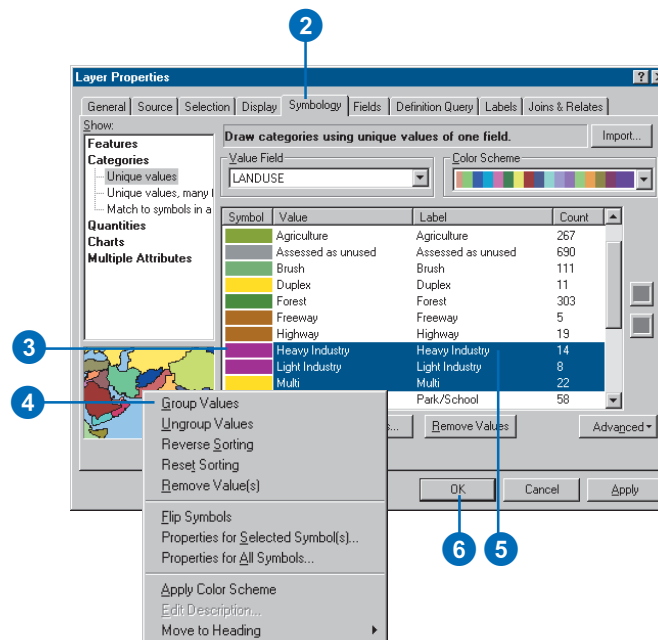 2
Layer Properties
General Source Selection Display Symbology Fields Definition Query Labels Joins & Relates
Show:
Features
Categories
Unique values
Unique values, many
Match to symbols in a
Quantities
Charts
Multiple Attributes
Draw categories using unique values of one field.
Import...
Value Field
LANDUSE
Color Scheme
Symbol Value Label Count
Agriculture Agriculture 267
Assessed as unused Assessed as unused 690
Brush Brush 111
Duplex Duplex 11
Forest Forest 303
Freeway Freeway 5
Highway Highway 19
3
Heavy Industry Heavy Industry 14
Light Industry Light Industry 8
Multi Multi 22
Park/School 58
Remove Values
Advanced
4
Group Values
Ungroup Values
Reverse Sorting
Reset Sorting
Remove Value(s)
Flip Symbols
Properties for Selected Symbol(s)...
Properties for All Symbols...
Apply Color Scheme
Edit Description...
Move to Heading
OK Cancel Apply
6 5